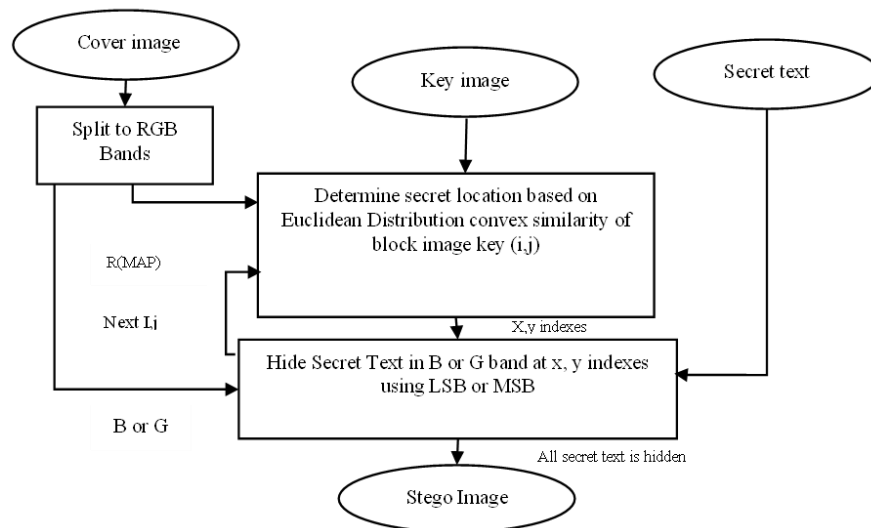 Cover image
Key image
Secret text
Split to RGB
Bands
Determine secret location based on
Euclidean Distribution convex similarity of
block image key (i,j)
R(MAP)
Next I,j
X,y indexes
Hide Secret Text in B or G band at x, y indexes
using LSB or MSB
B or G
All secret text is hidden
Stego Image